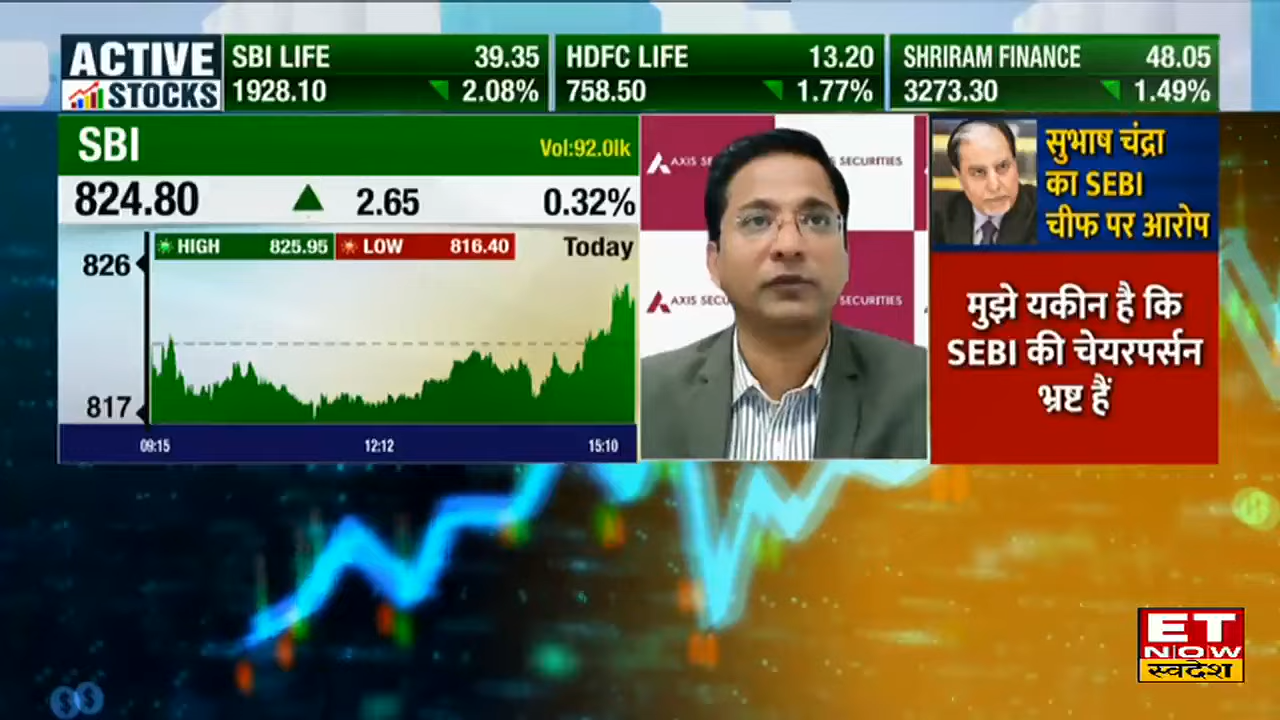 ACTIVE
STOCKS
SBI LIFE 39.35
1928.10 2.08%
HDFC LIFE 13.20
758.50 1.77%
SHRIRAM FINANCE 48.05
3273.30 1.49%
SBI Vol:92.0lk
824.80 2.65 0.32%
HIGH 825.95 LOW 816.40 Today
826
817
09:15 12:12 15:10
AXIS SE
SECURITIES
AXIS SECU
SECURITIES
सुभाष चंद्रा
का SEBI
चीफ पर आरोप
मुझे यकीन है कि
SEBI की चेयरपर्सन
भ्रष्ट हैं
ET
NOW
स्वदेश